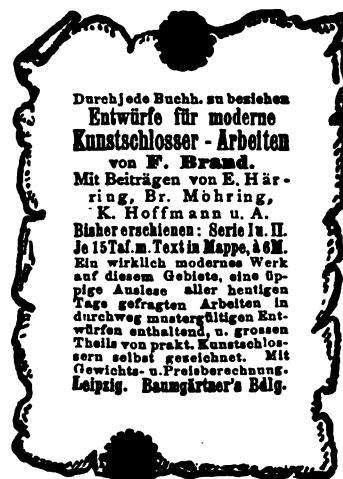 Durch jede Buchh. zu beziehen
Entwürfe für moderne
Kunstschlosser-Arbeiten
von F. Brand.
Mit Beiträgen von E. Här-
ring, Br. Möhring,
K. Hoffmann u. A.
Bisher erschienen: Serie I u. II.
Je 15 Taf. m. Text in Mappe, à 6 M.
Ein wirklich modernes Werk
auf diesem Gebiete, eine üp-
pige Auslese aller heutigen
Tags gefragten Arbeiten in
durchweg mustergültigen Ent-
würfen enthaltend, u. grossen
Theils von prakt. Kunstschlos-
sern selbst gezeichnet. Mit
Gewichts- u. Preisberechnung.
Leipzig. Baumgärtner's Bdlg.